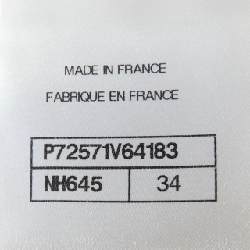 MADE IN FRANCE
FABRIQUE EN FRANCE
P72571V64183
NH645 34